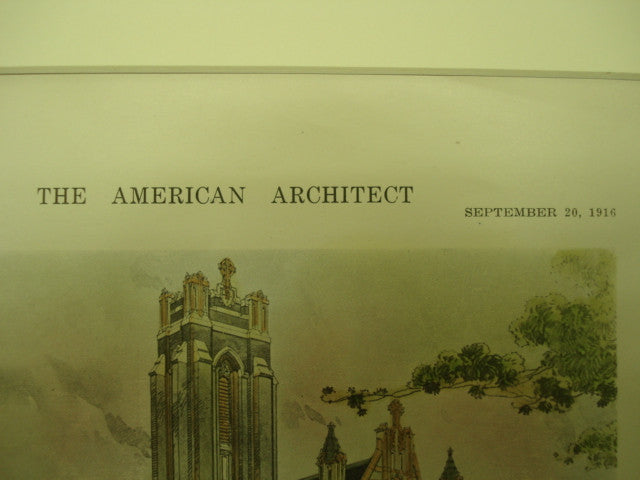 THE AMERICAN ARCHITECT
SEPTEMBER 20, 1916